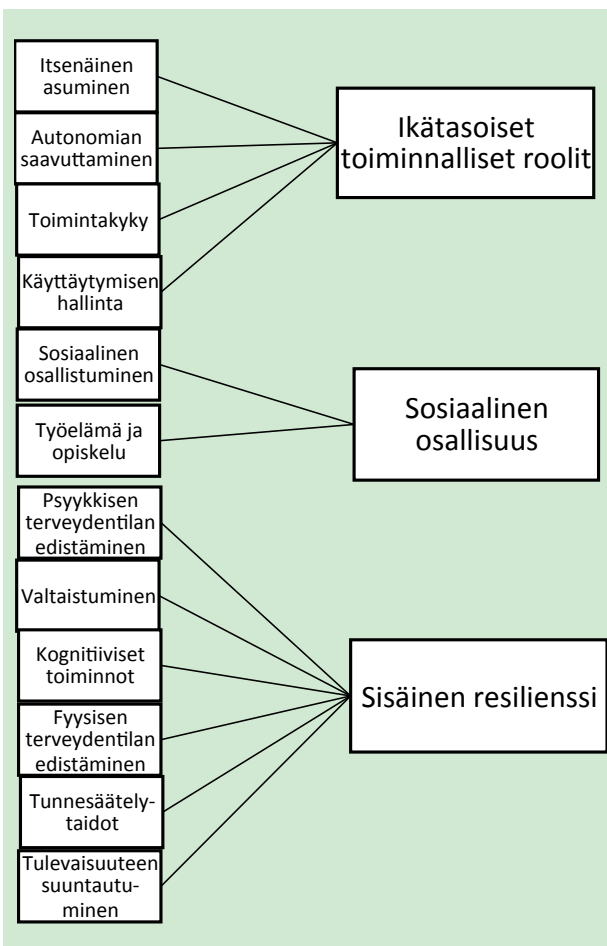 Itsenäinen
asuminen
Autonomian
saavuttaminen
Toimintakyky
Käyttäytymisen
hallinta
Ikätasoiset
toiminnalliset roolit
Sosiaalinen
osallistuminen
Työelämä ja
opiskelu
Sosiaalinen
osallisuus
Psyykkisen
terveydentilan
edistäminen
Valtaistuminen
Kognitiiviset
toiminnot
Fyysisen
terveydentilan
edistäminen
Tunnesäätely-
taidot
Tulevaisuuteen
suuntautu-
minen
Sisäinen resilienssi